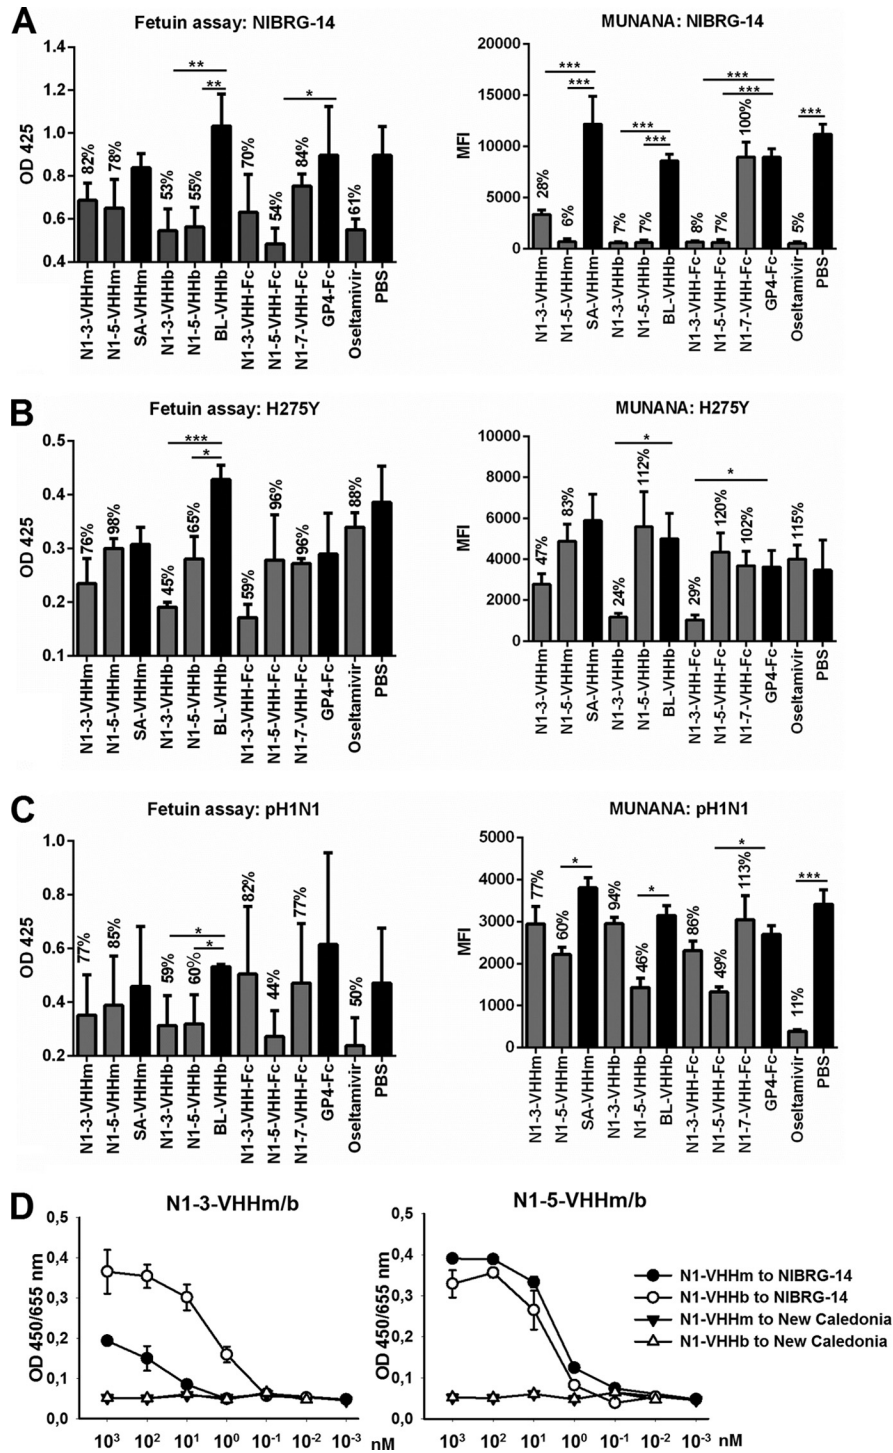 A
Fetuin assay: NIBRG-14
OD 425
1.4
1.2
1.0
0.8
0.6
0.4
82%
78%
53%
55%
70%
54%
84%
61%
**
**
*
N1-3-VHHm
N1-5-VHHm
SA-VHHm
N1-3-VHHb
N1-5-VHHb
BL-VHHb
N1-3-VHH-Fc
N1-5-VHH-Fc
N1-7-VHH-Fc
GP4-Fc
Oseltamivir
PBS
MUNANA: NIBRG-14
MFI
20000
15000
10000
5000
0
28%
6%
7%
7%
8%
7%
100%
5%
***
***
***
***
***
***
***
N1-3-VHHm
N1-5-VHHm
SA-VHHm
N1-3-VHHb
N1-5-VHHb
BL-VHHb
N1-3-VHH-Fc
N1-5-VHH-Fc
N1-7-VHH-Fc
GP4-Fc
Oseltamivir
PBS
B
Fetuin assay: H275Y
OD 425
0.5
0.4
0.3
0.2
0.1
76%
98%
45%
65%
59%
96%
96%
88%
***
*
N1-3-VHHm
N1-5-VHHm
SA-VHHm
N1-3-VHHb
N1-5-VHHb
BL-VHHb
N1-3-VHH-Fc
N1-5-VHH-Fc
N1-7-VHH-Fc
GP4-Fc
Oseltamivir
PBS
MUNANA: H275Y
MFI
10000
8000
6000
4000
2000
0
47%
83%
24%
112%
29%
120%
102%
115%
*
*
N1-3-VHHm
N1-5-VHHm
SA-VHHm
N1-3-VHHb
N1-5-VHHb
BL-VHHb
N1-3-VHH-Fc
N1-5-VHH-Fc
N1-7-VHH-Fc
GP4-Fc
Oseltamivir
PBS
C
Fetuin assay: pH1N1
OD 425
1.0
0.8
0.6
0.4
0.2
77%
85%
59%
60%
82%
44%
77%
50%
*
*
N1-3-VHHm
N1-5-VHHm
SA-VHHm
N1-3-VHHb
N1-5-VHHb
BL-VHHb
N1-3-VHH-Fc
N1-5-VHH-Fc
N1-7-VHH-Fc
GP4-Fc
Oseltamivir
PBS
MUNANA: pH1N1
MFI
5000
4000
3000
2000
1000
0
77%
60%
94%
46%
86%
49%
113%
11%
*
*
*
***
N1-3-VHHm
N1-5-VHHm
SA-VHHm
N1-3-VHHb
N1-5-VHHb
BL-VHHb
N1-3-VHH-Fc
N1-5-VHH-Fc
N1-7-VHH-Fc
GP4-Fc
Oseltamivir
PBS
D
N1-3-VHHm/b
OD 450/655 nm
0,5
0,4
0,3
0,2
0,1
0,0
10³ 10² 10¹ 10⁰ 10⁻¹ 10⁻² 10⁻³ nM
N1-5-VHHm/b
OD 450/655 nm
0,5
0,4
0,3
0,2
0,1
0,0
10³ 10² 10¹ 10⁰ 10⁻¹ 10⁻² 10⁻³ nM
N1-VHHm to NIBRG-14
N1-VHHb to NIBRG-14
N1-VHHm to New Caledonia
N1-VHHb to New Caledonia